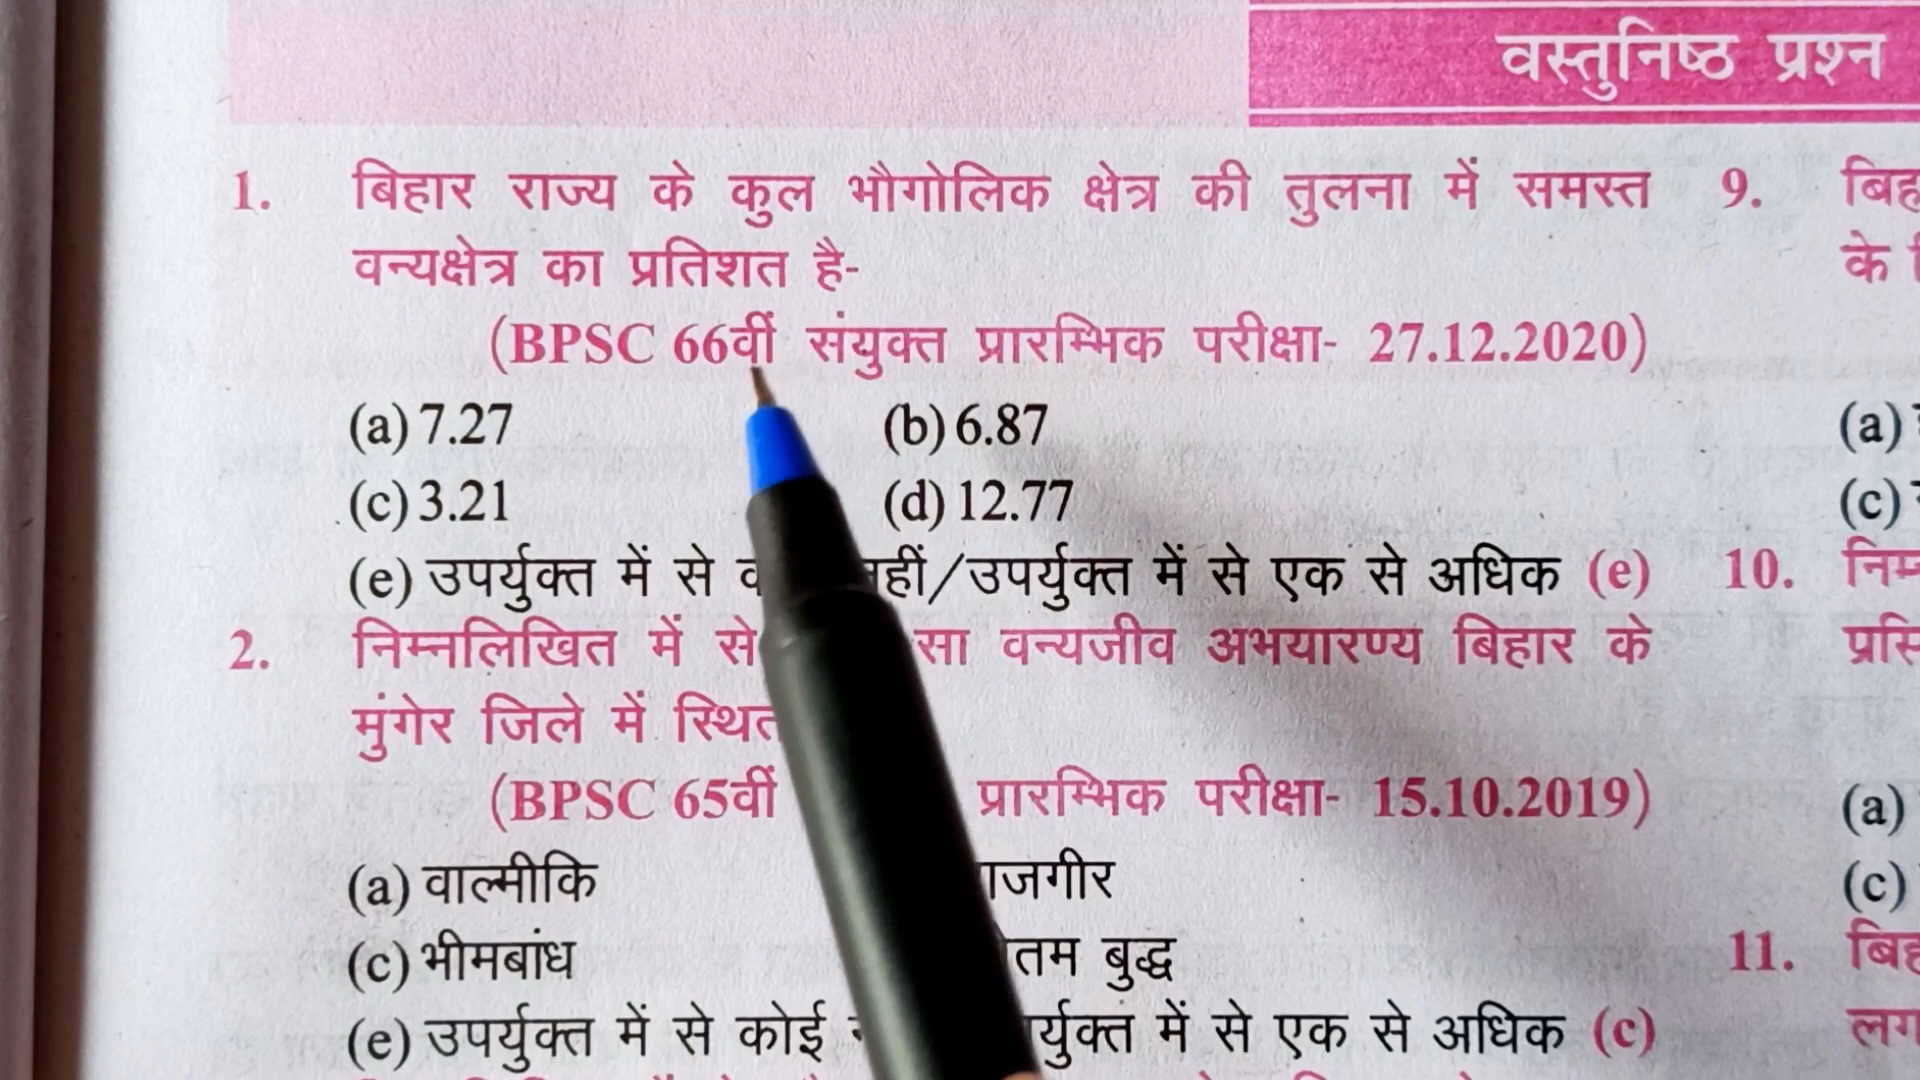 वस्तुनिष्ठ प्रश्न
1. बिहार राज्य के कुल भौगोलिक क्षेत्र की तुलना में समस्त
वन्यक्षेत्र का प्रतिशत है-
(BPSC 66वीं संयुक्त प्रारम्भिक परीक्षा- 27.12.2020)
(a) 7.27 (b) 6.87
(c) 3.21 (d) 12.77
(e) उपर्युक्त में से /उपर्युक्त में से एक से अधिक (e)
2. निम्नलिखित में से सा वन्यजीव अभयारण्य बिहार के
मुंगेर जिले में स्थित
(BPSC 65वीं प्रारम्भिक परीक्षा- 15.10.2019)
(a) वाल्मीकि
(c) भीमबांध बुद्ध
(e) उपर्युक्त में से कोई में से एक से अधिक (c)
9.
के
(a)
(c)
10.
(a)
(c)
11.